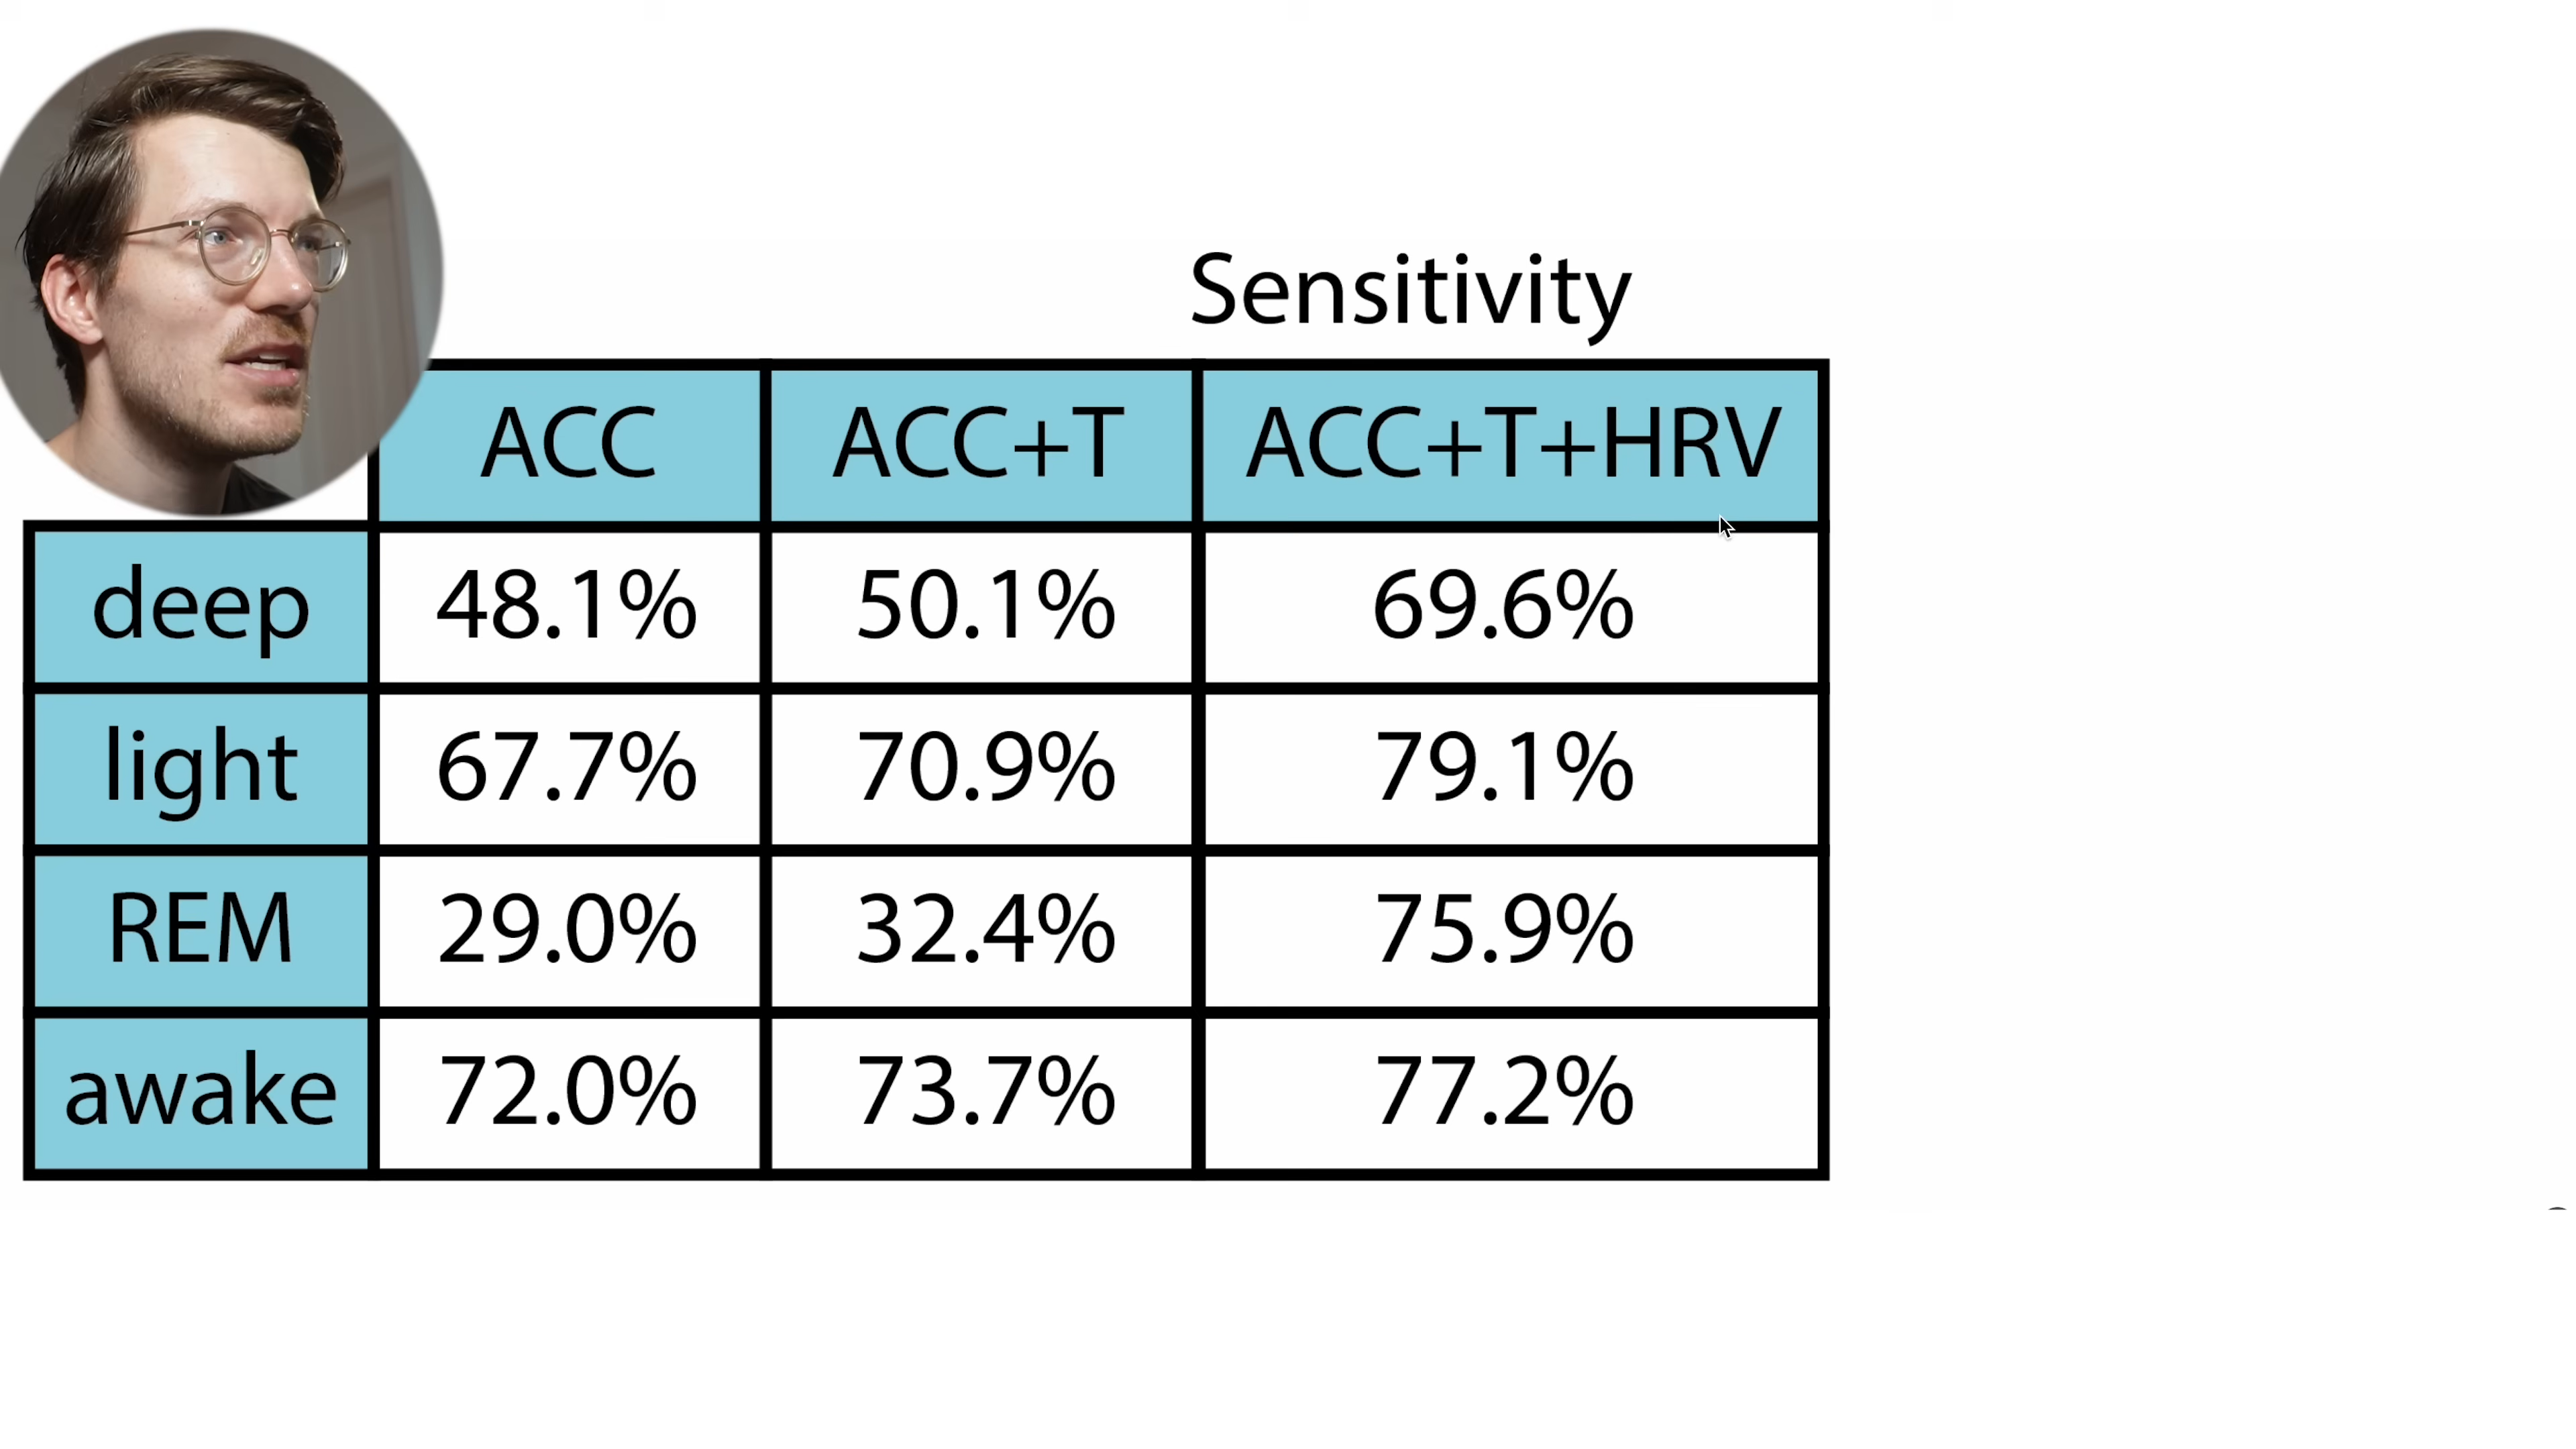 Sensitivity
ACC ACC+T ACC+T+HRV
deep 48.1% 50.1% 69.6%
light 67.7% 70.9% 79.1%
REM 29.0% 32.4% 75.9%
awake 72.0% 73.7% 77.2%